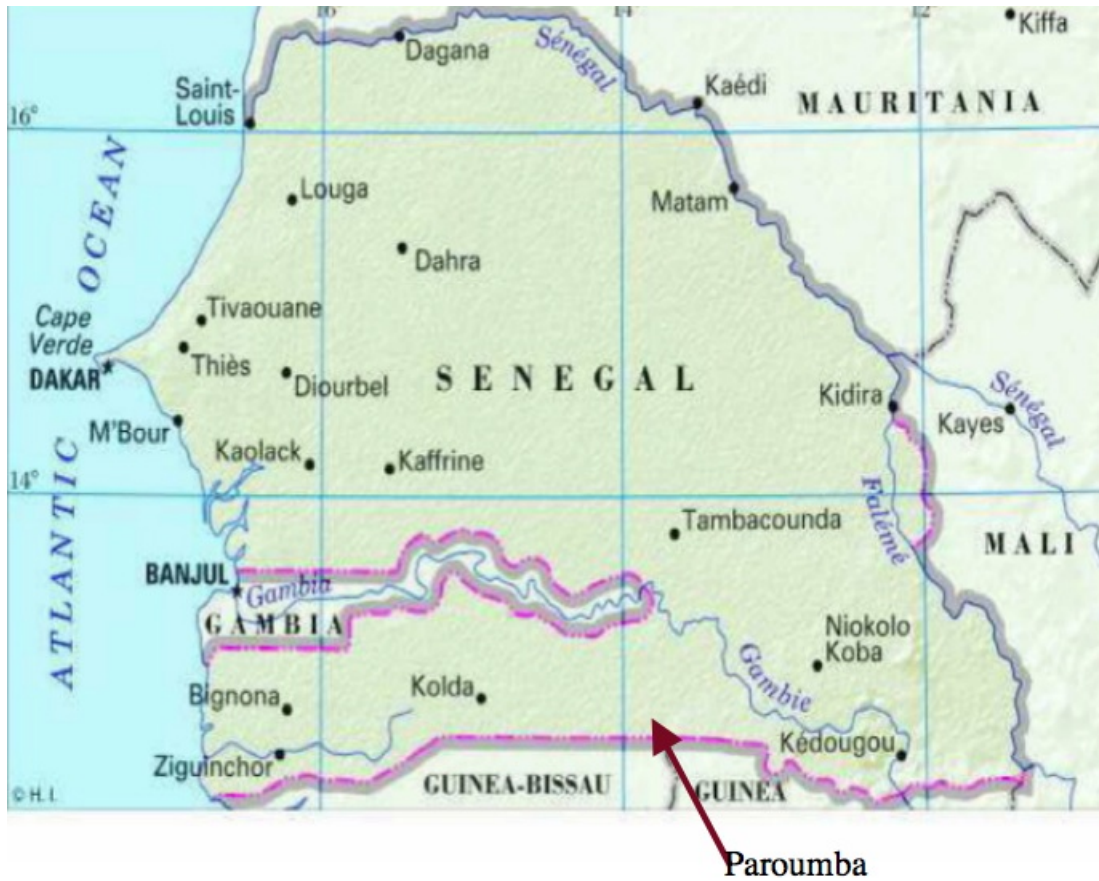 16
14
12
Kiffa
Dagana
Sénégal
Saint-
Louis
Kaédi
MAURITANIA
16°
Louga
Matam
Dahra
OCEAN
Tivaouane
Cape
Verde
Thiès
DAKAR
Diourbel
SENEGAL
Kidira
Sénégal
Kayes
M'Bour
Kaolack
Kaffrine
14°
Falémé
ATLANTIC
Tambacounda
MALI
BANJUL
Gambia
GAMBIA
Niokolo
Koba
Gambie
Bignona
Kolda
Ziguinchor
Kédougou
GUINEA-BISSAU
GUINEA
© H. I.
Paroumba